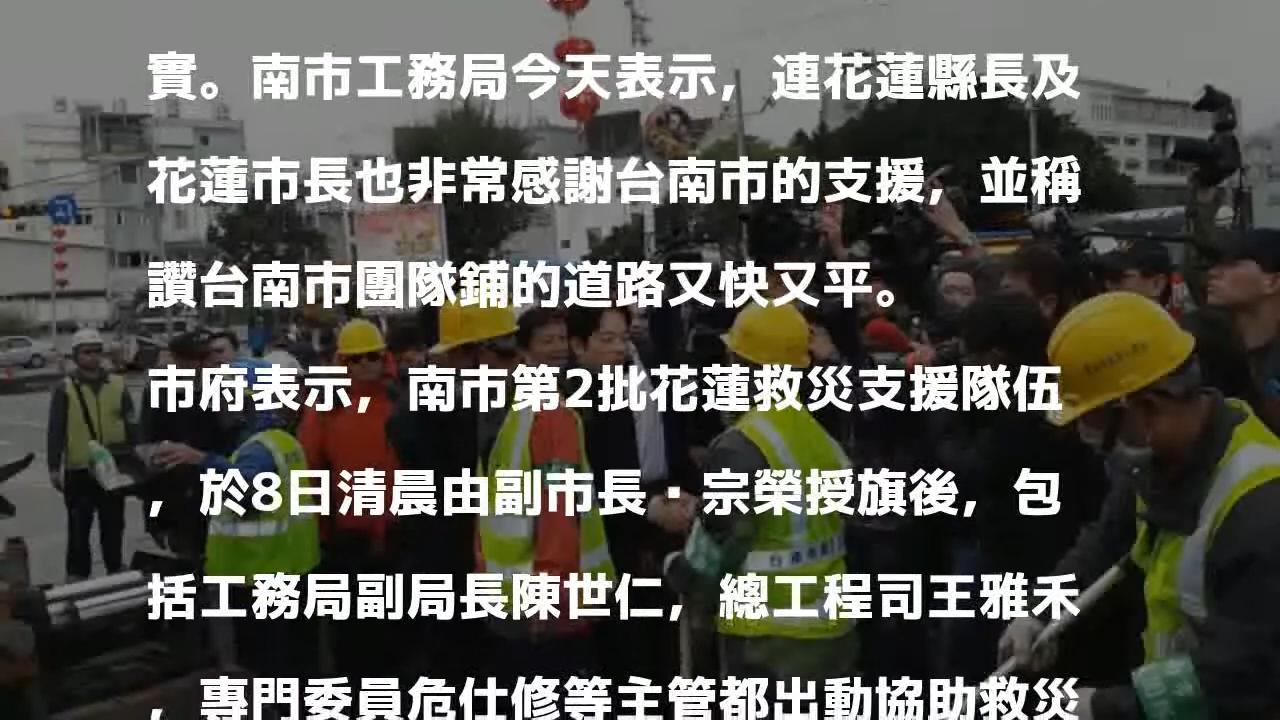 實。南市工務局今天表示，連花蓮縣長及
花蓮市長也非常感謝台南市的支援，並稱
讚台南市團隊鋪的道路又快又平。
市府表示，南市第2批花蓮救災支援隊伍
，於8日清晨由副市長·宗榮授旗後，包
括工務局副局長陳世仁，總工程司王雅禾
，專門委員危仕修等主管都出動協助救災